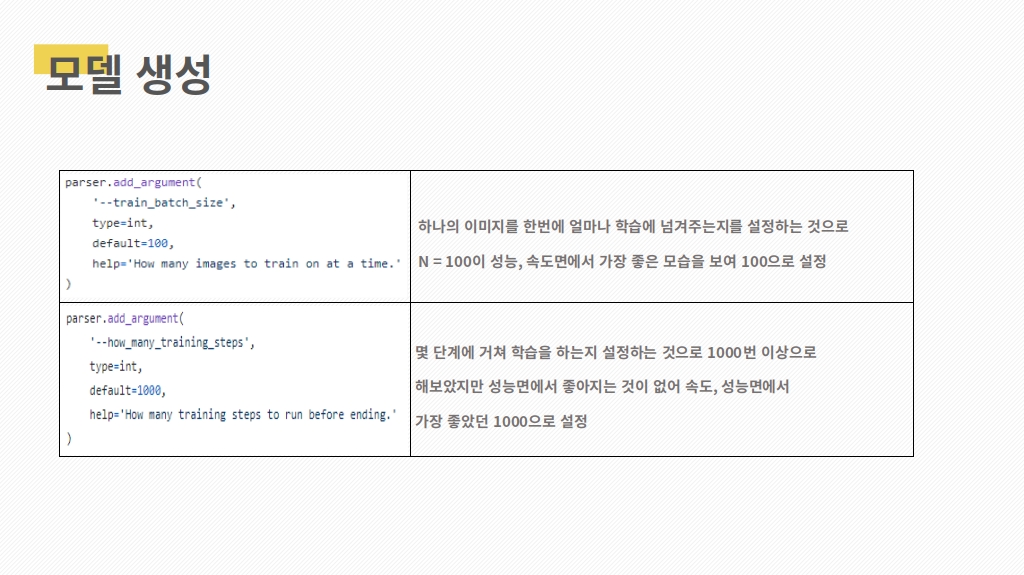 모델 생성
parser.add_argument(
'--train_batch_size',
type=int,
default=100,
help='How many images to train on at a time.'
)
하나의 이미지를 한번에 얼마나 학습에 넘겨주는지를 설정하는 것으로
N = 100이 성능, 속도면에서 가장 좋은 모습을 보여 100으로 설정
parser.add_argument(
'--how_many_training_steps',
type=int,
default=1000,
help='How many training steps to run before ending.'
)
몇 단계에 거쳐 학습을 하는지 설정하는 것으로 1000번 이상으로
해보았지만 성능면에서 좋아지는 것이 없어 속도, 성능면에서
가장 좋았던 1000으로 설정